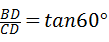 BD/CD = tan60°